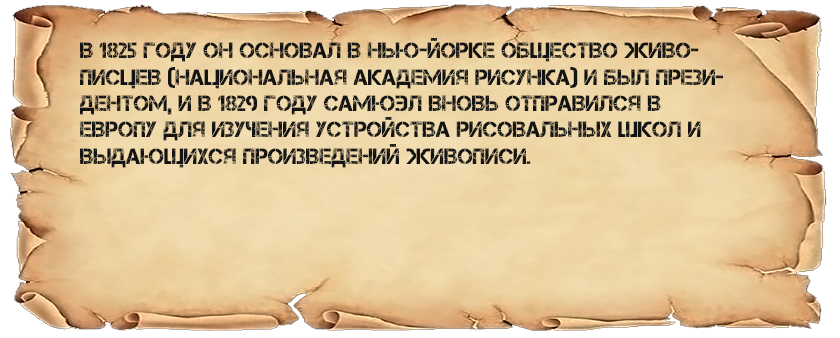 В 1825 ГОДУ ОН ОСНОВАЛ В НЬЮ-ЙОРКЕ ОБЩЕСТВО ЖИВО-
ПИСЦЕВ (НАЦИОНАЛЬНАЯ АКАДЕМИЯ РИСУНКА) И БЫЛ ПРЕЗИ-
ДЕНТОМ, И В 1829 ГОДУ САМЮЭЛ ВНОВЬ ОТПРАВИЛСЯ В
ЕВРОПУ ДЛЯ ИЗУЧЕНИЯ УСТРОЙСТВА РИСОВАЛЬНЫХ ШКОЛ И
ВЫДАЮЩИХСЯ ПРОИЗВЕДЕНИЙ ЖИВОПИСИ.